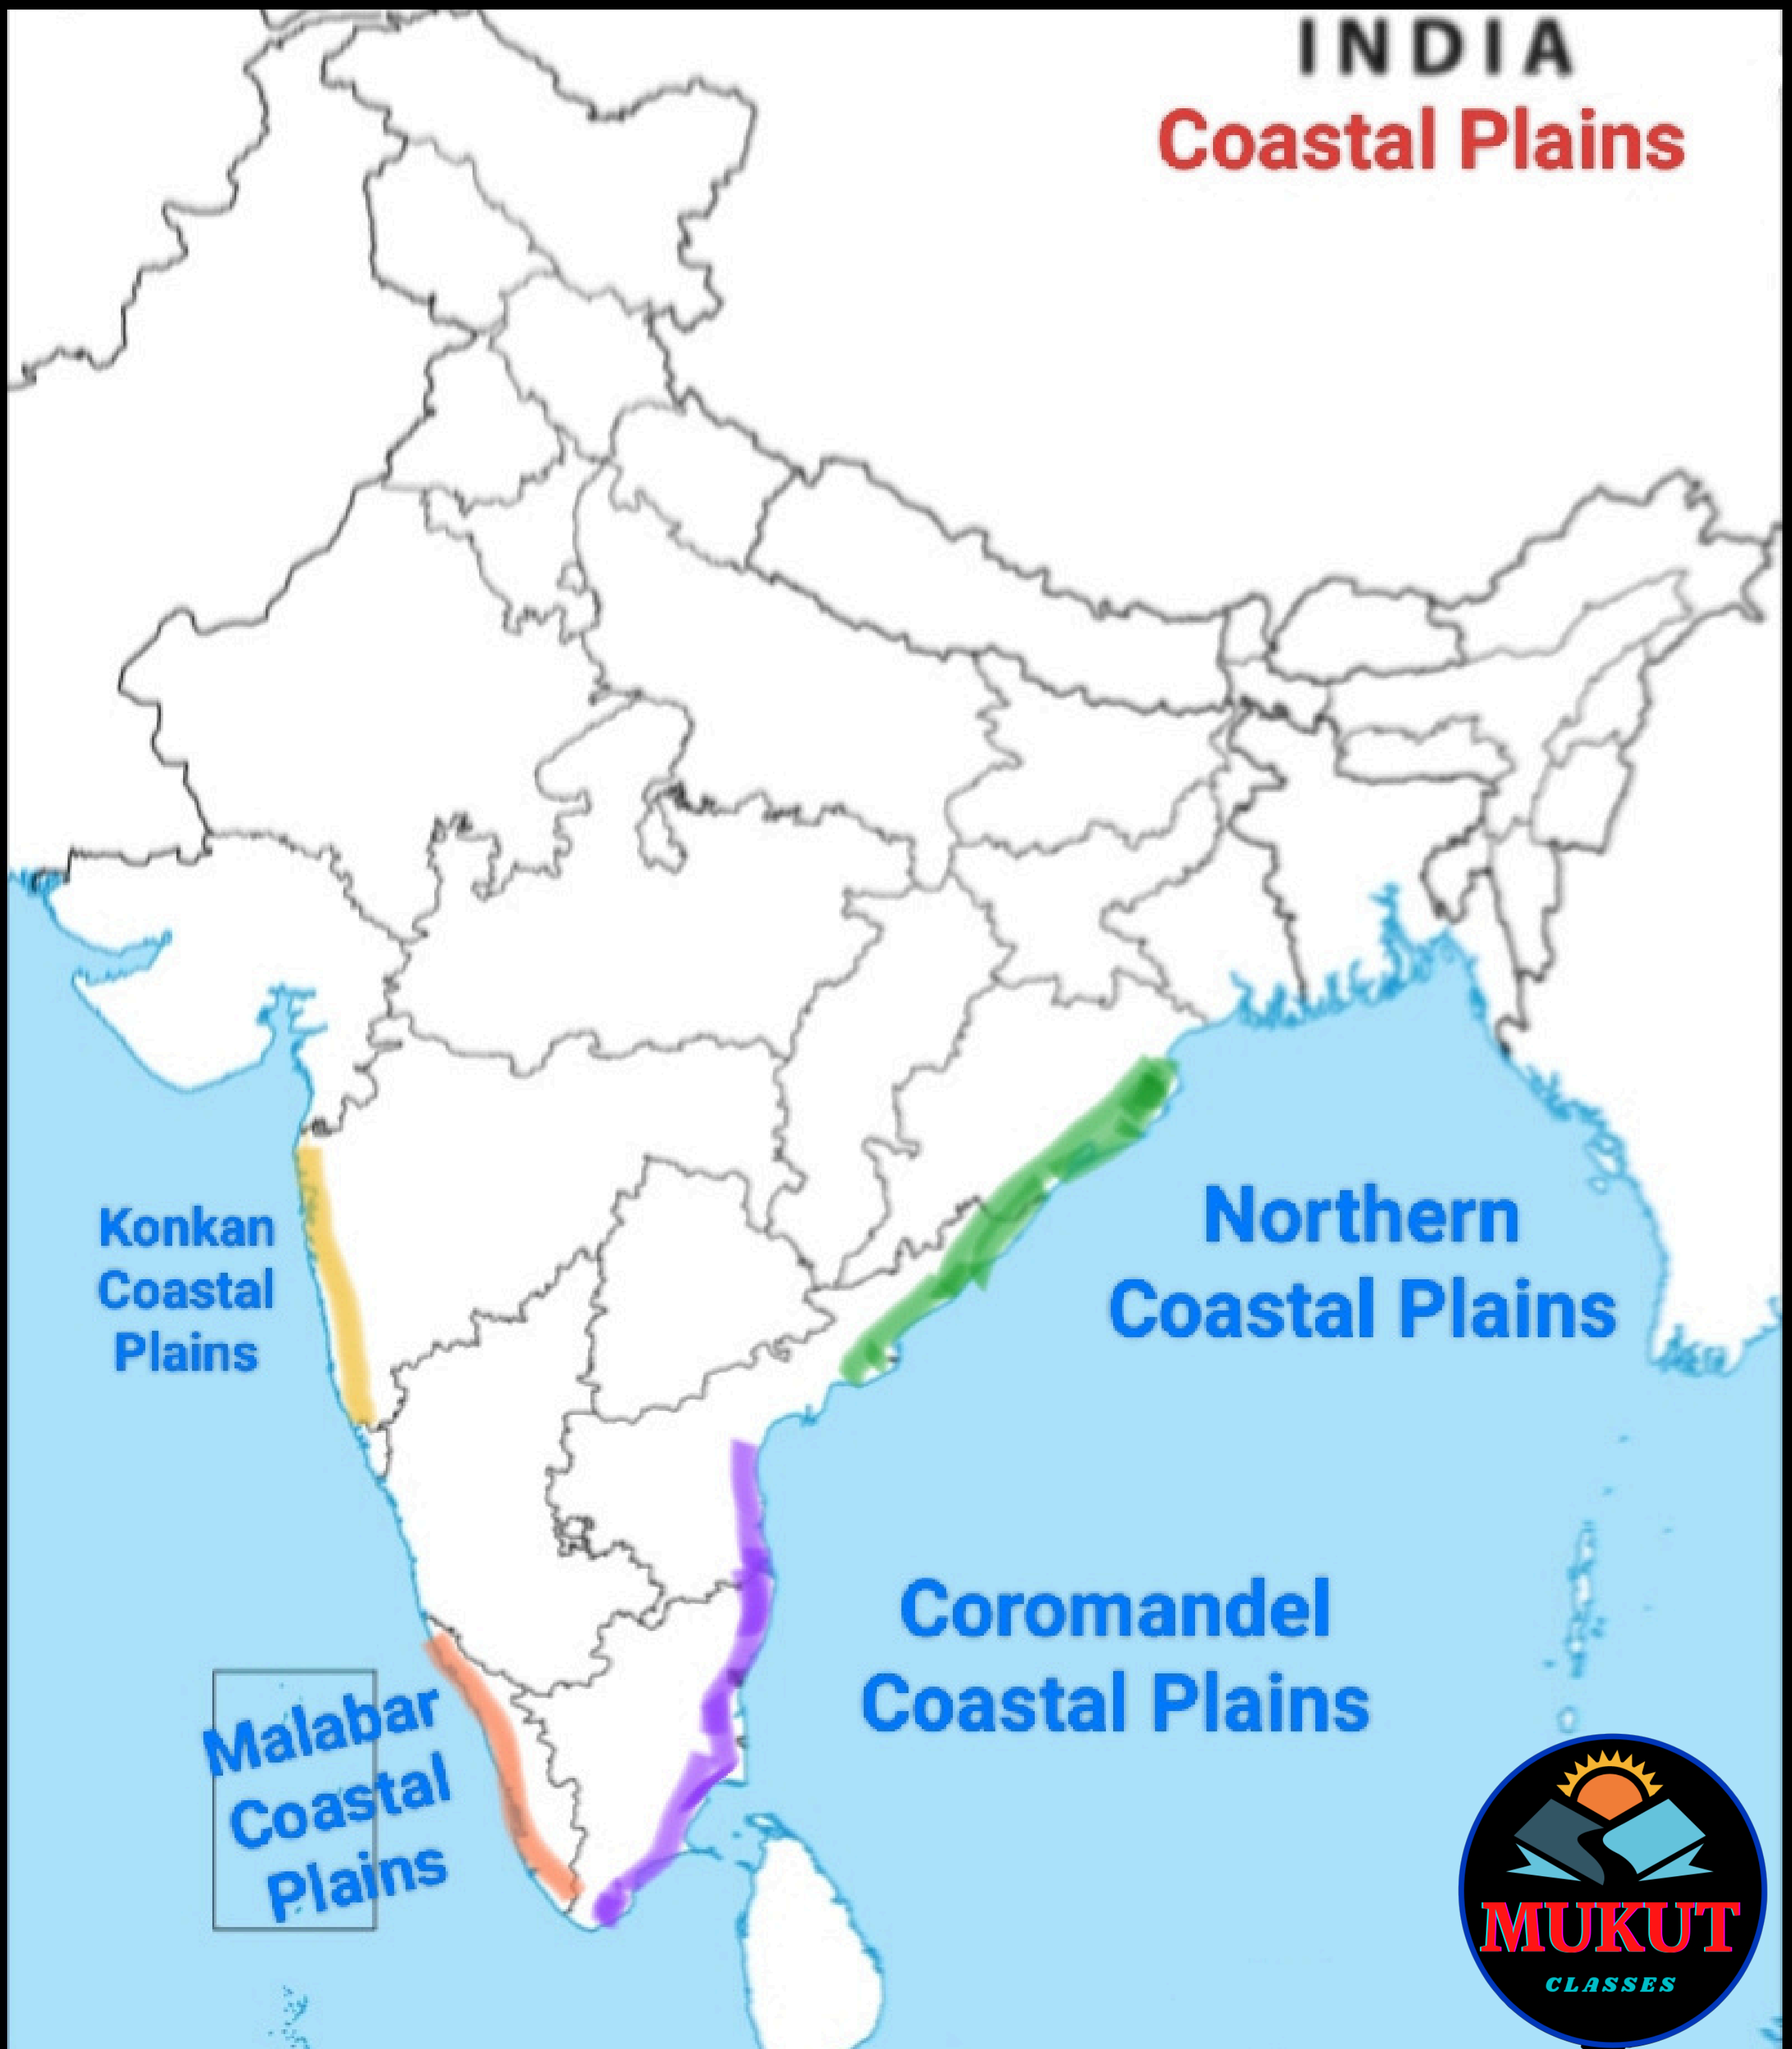 INDIA
Coastal Plains
Konkan
Coastal
Plains
Northern
Coastal Plains
Coromandel
Coastal Plains
Malabar
Coastal
Plains
MUKUT
CLASSES